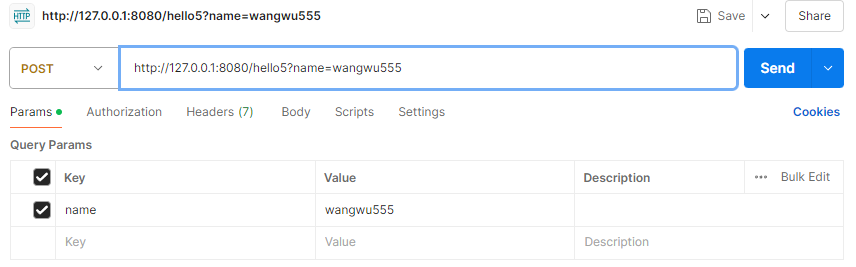 HTTP http://127.0.0.1:8080/hello5?name=wangwu555 Save Share
POST http://127.0.0.1:8080/hello5?name=wangwu555 Send
Params Authorization Headers (7) Body Scripts Settings Cookies
Query Params
Key Value Description ••• Bulk Edit
name wangwu555
Key Value Description